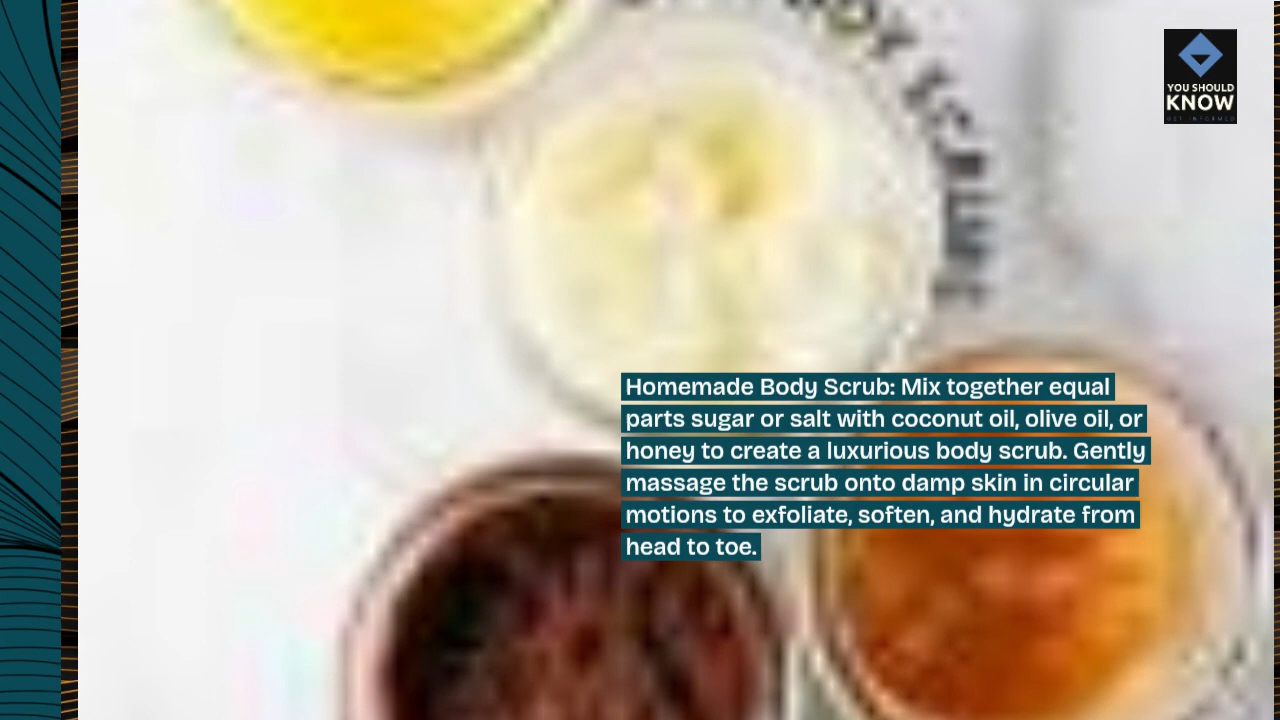 YOU SHOULD
KNOW
GET INFORMED
Homemade Body Scrub: Mix together equal
parts sugar or salt with coconut oil, olive oil, or
honey to create a luxurious body scrub. Gently
massage the scrub onto damp skin in circular
motions to exfoliate, soften, and hydrate from
head to toe.